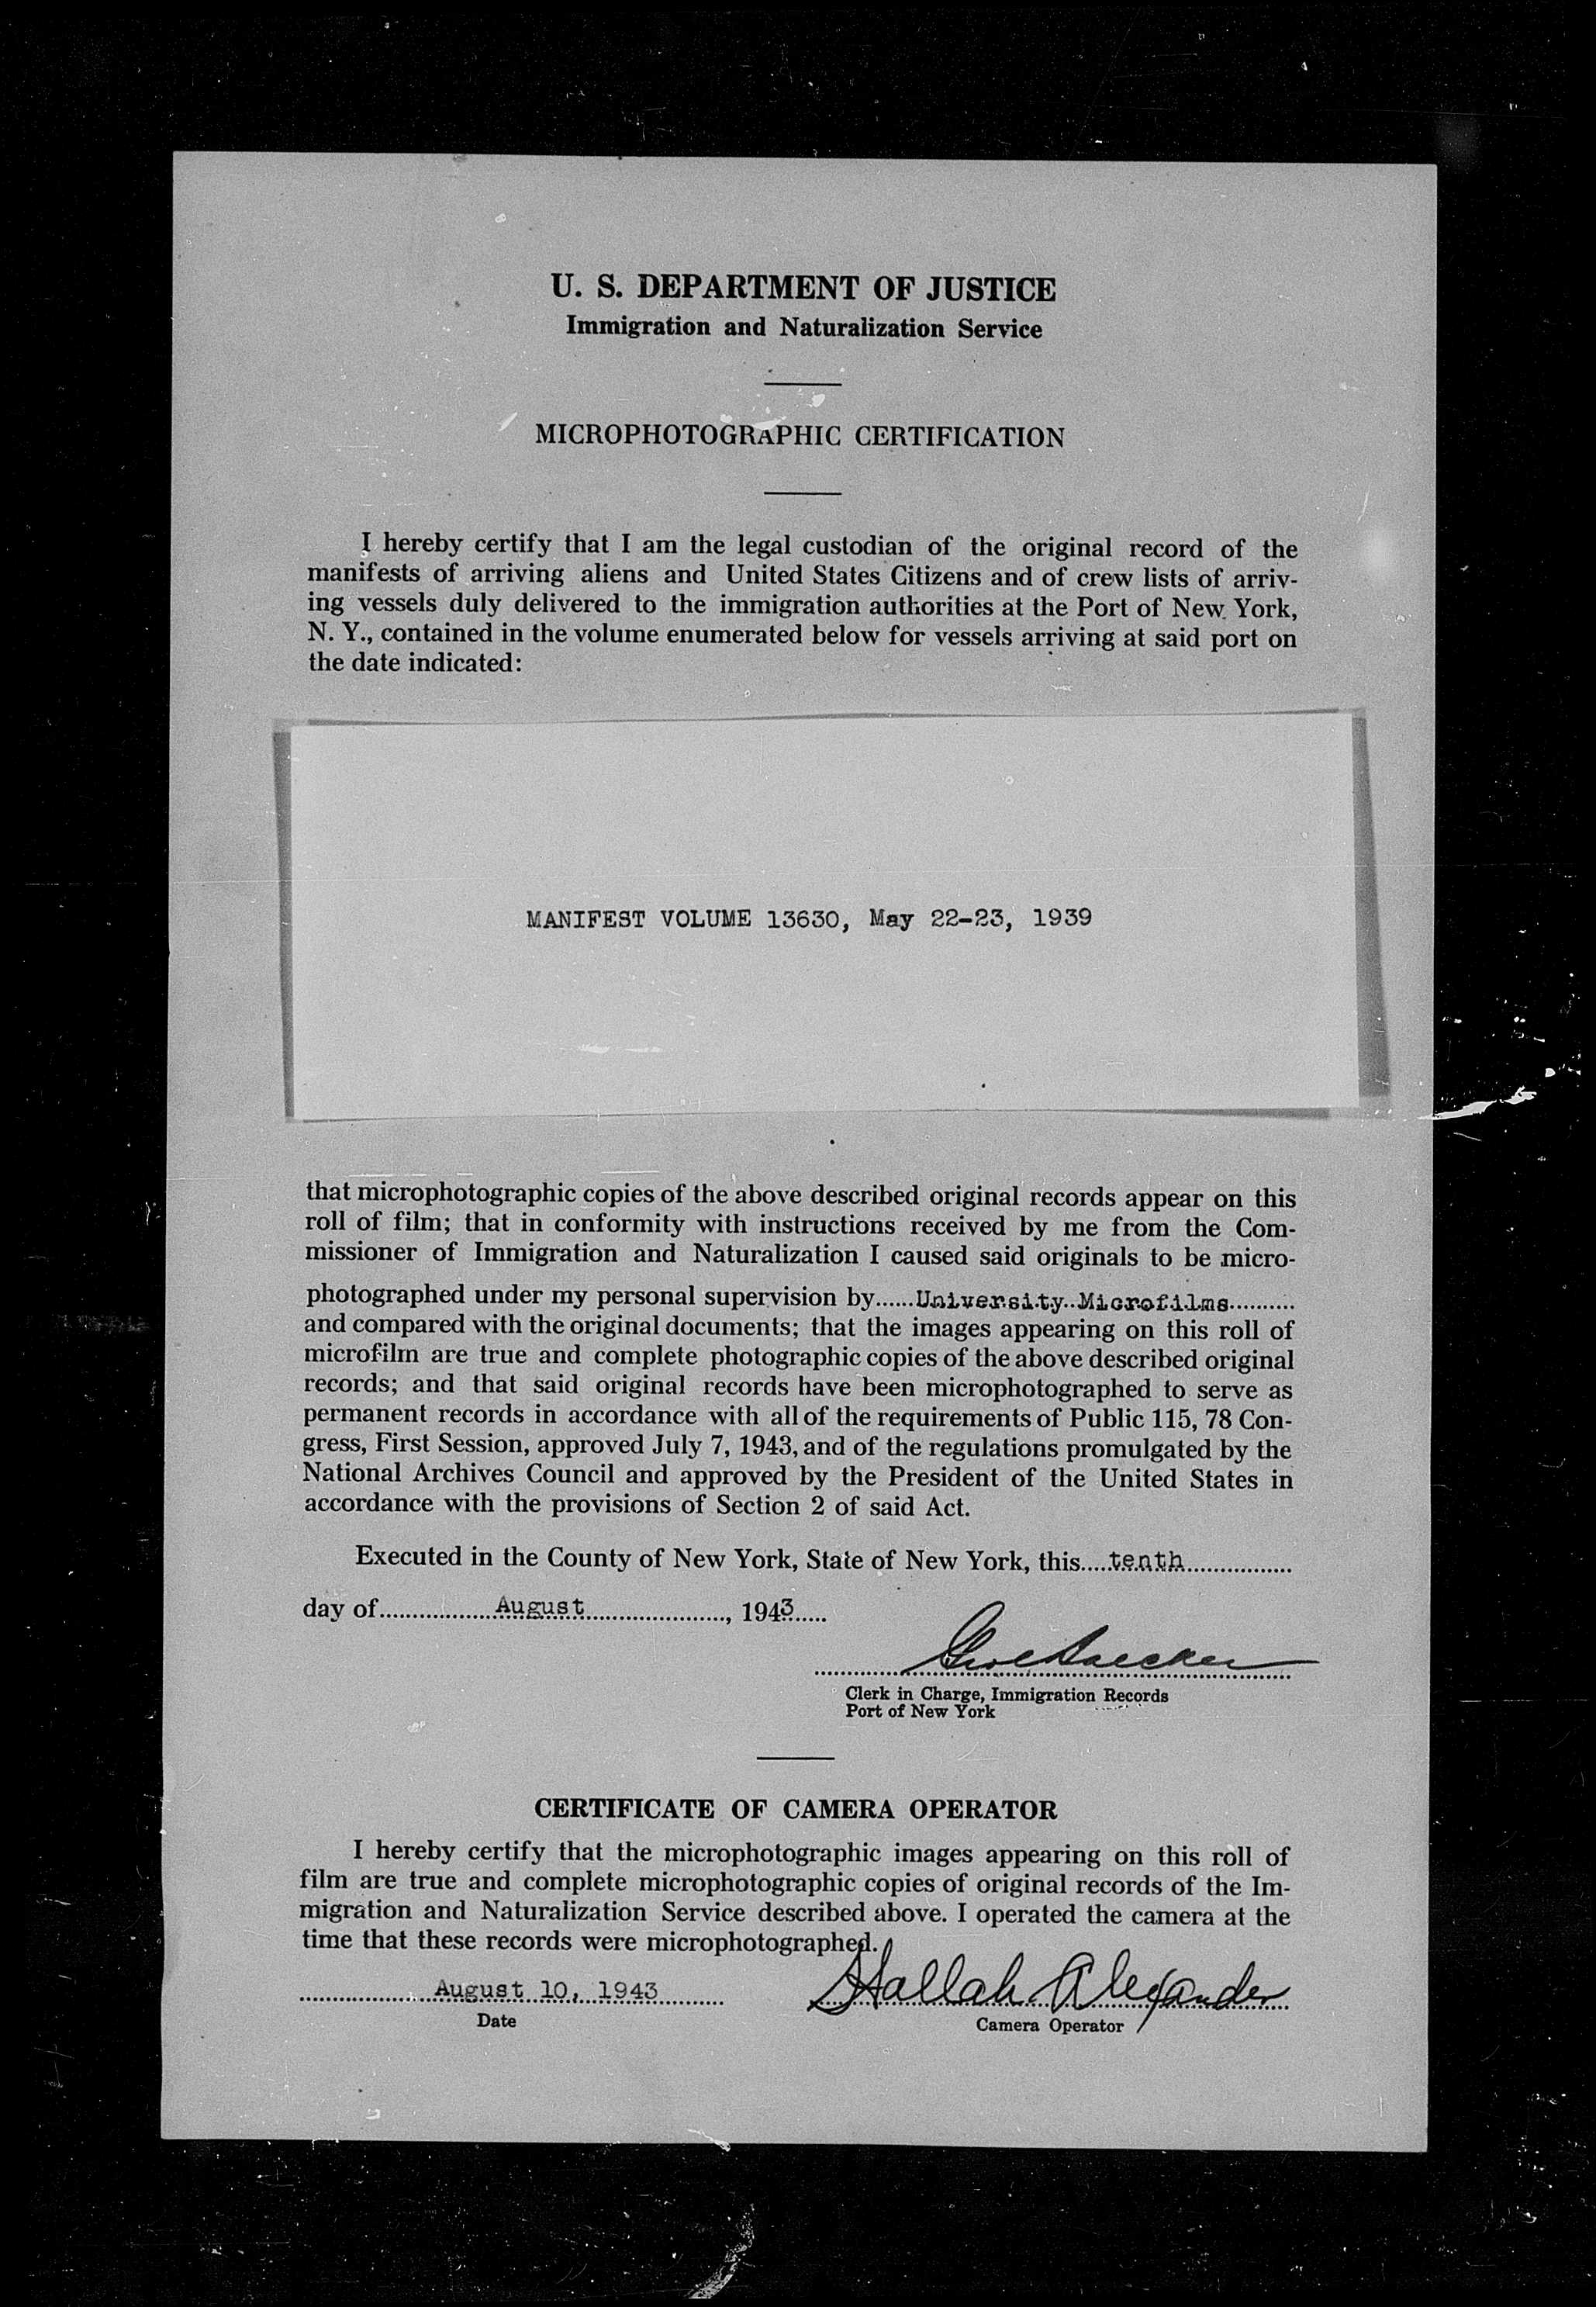 U. S. DEPARTMENT OF JUSTICE
Immigration and Naturalization Service
MICROPHOTOGRAPHIC CERTIFICATION
I hereby certify that I am the legal custodian of the original record of the
manifests of arriving aliens and United States Citizens and of crew lists of arriv-
ing vessels duly delivered to the immigration authorities at the Port of New York,
N. Y., contained in the volume enumerated below for vessels arriving at said port on
the date indicated:
MANIFEST VOLUME 13630, May 22-23, 1939
that microphotographic copies of the above described original records appear on this
roll of film; that in conformity with instructions received by me from the Com-
missioner of Immigration and Naturalization I caused said originals to be micro-
photographed under my personal supervision by......University Microfilms..........
and compared with the original documents; that the images appearing on this roll of
microfilm are true and complete photographic copies of the above described original
records; and that said original records have been microphotographed to serve as
permanent records in accordance with all of the requirements of Public 115, 78 Con-
gress, First Session, approved July 7, 1943, and of the regulations promulgated by the
National Archives Council and approved by the President of the United States in
accordance with the provisions of Section 2 of said Act.
Executed in the County of New York, State of New York, this.....tenth................
day of..................August......................, 1943.....
Clerk in Charge, Immigration Records
Port of New York
CERTIFICATE OF CAMERA OPERATOR
I hereby certify that the microphotographic images appearing on this roll of
film are true and complete microphotographic copies of original records of the Im-
migration and Naturalization Service described above. I operated the camera at the
time that these records were microphotographed.
August 10, 1943 Hallah Alexander
Date Camera Operator